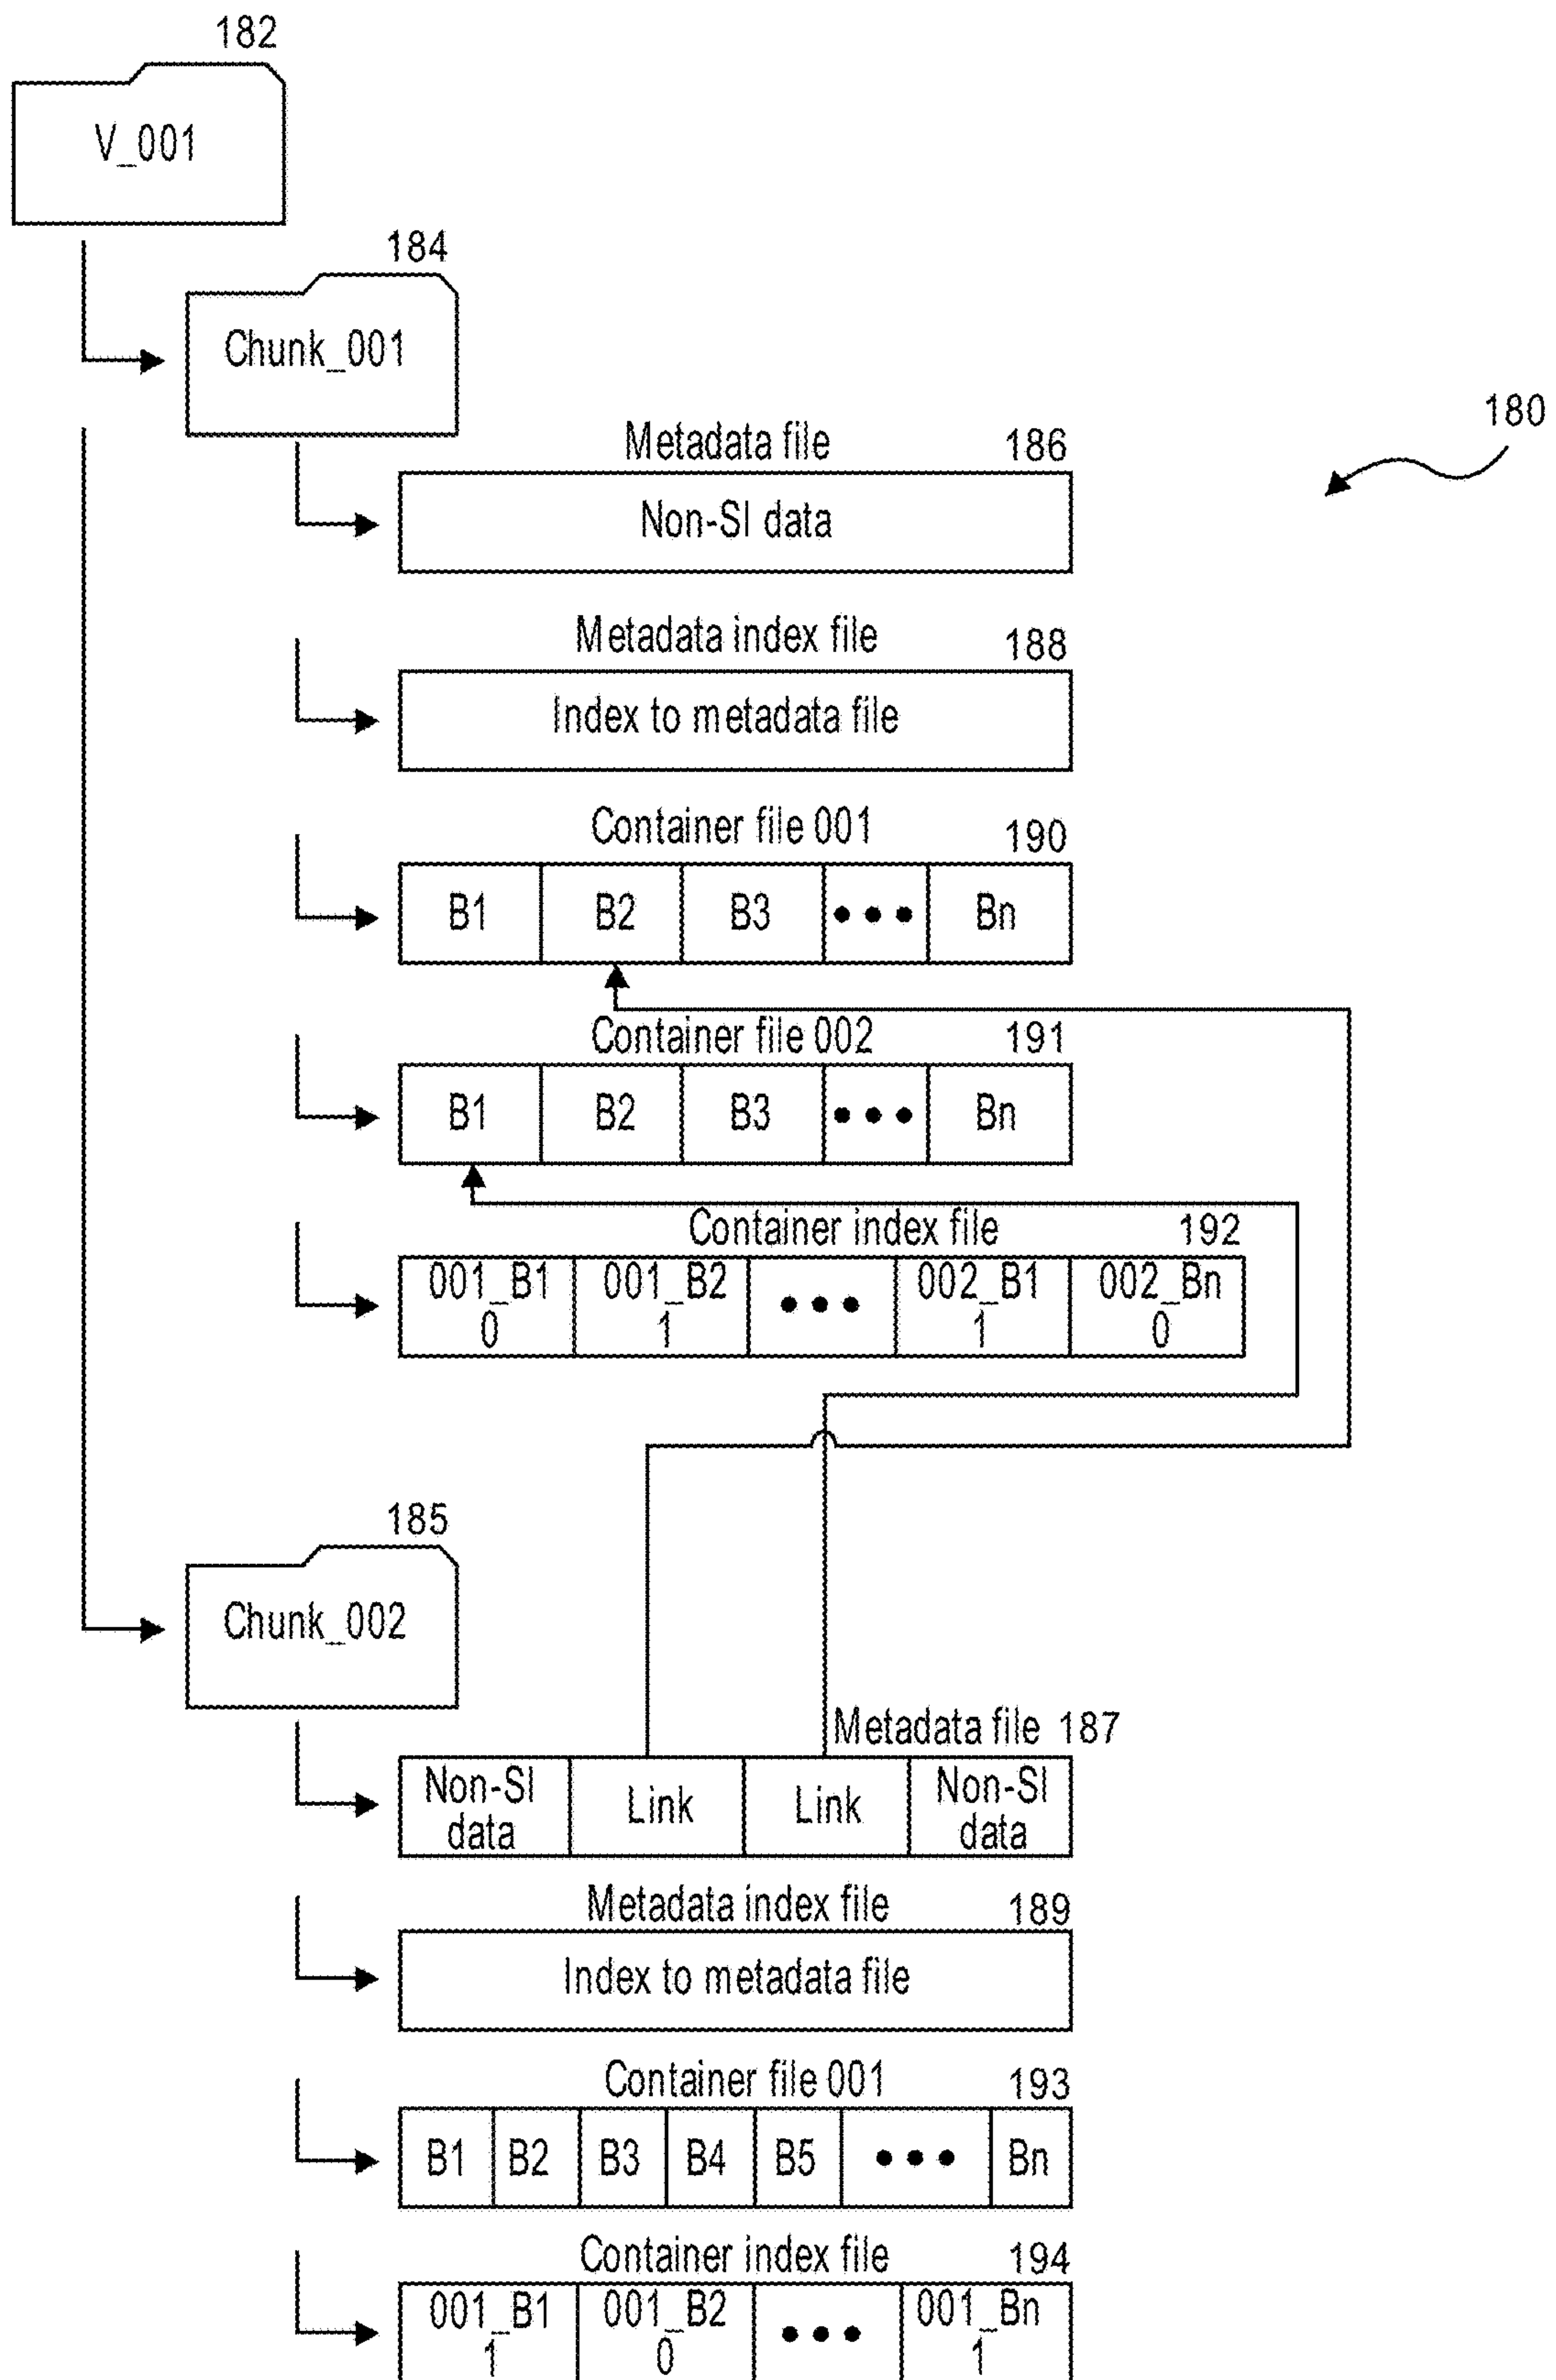 182
V_001
184
Chunk_001
180
Metadata file 186
Non-SI data
Metadata index file 188
Index to metadata file
Container file 001 190
B1 B2 B3 ••• Bn
Container file 002 191
B1 B2 B3 ••• Bn
Container index file 192
001_B1 001_B2 ••• 002_B1 002_Bn
0 1 1 0
185
Chunk_002
Metadata file 187
Non-SI Link Link Non-SI
data data
Metadata index file 189
Index to metadata file
Container file 001 193
B1 B2 B3 B4 B5 ••• Bn
Container index file 194
001_B1 001_B2 ••• 001_Bn
1 0 1